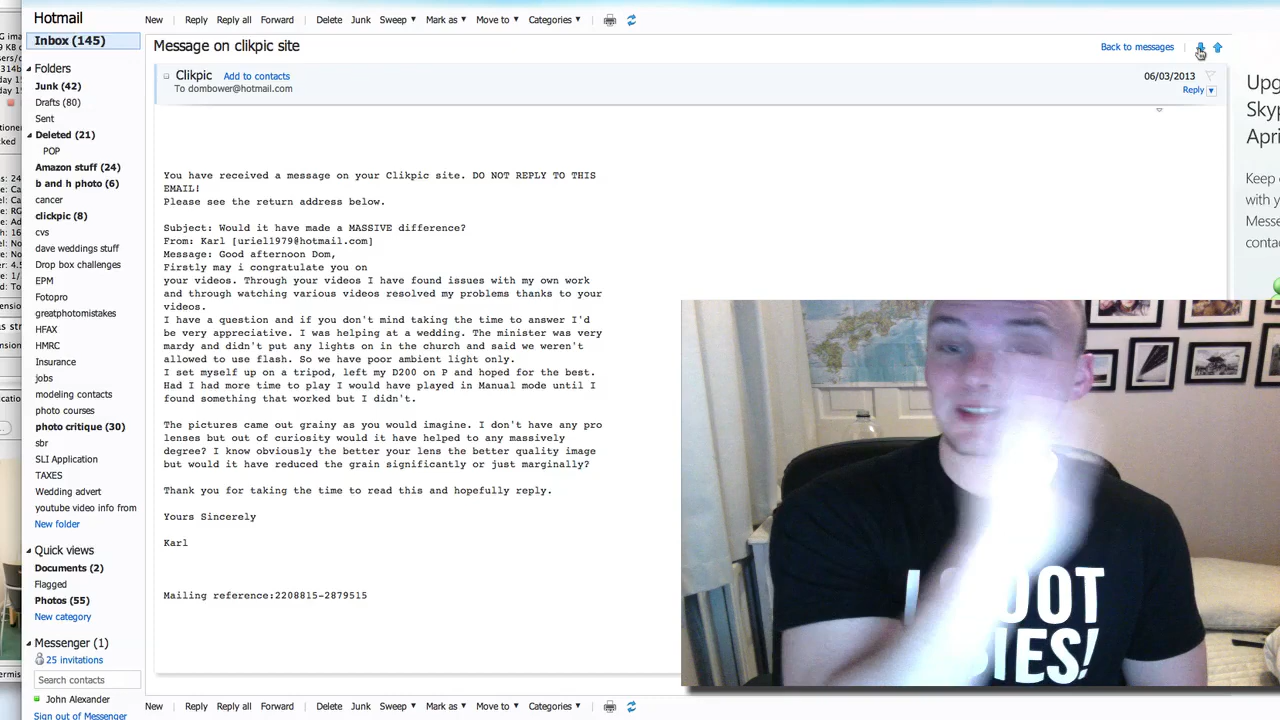 Hotmail
New
Reply
Reply all
Forward
Delete
Junk
Sweep
Mark as
Move to
Categories
Inbox (145)
Message on clikpic site
Back to messages
Folders
Junk (42)
Drafts (80)
Sent
Deleted (21)
POP
Amazon stuff (24)
b and h photo (6)
cancer
clickpic (8)
cvs
dave weddings stuff
Drop box challenges
EPM
Fotopro
greatphotomistakes
HFAX
HMRC
Insurance
jobs
modeling contacts
photo courses
photo critique (30)
sbr
SLI Application
TAXES
Wedding advert
youtube video info from
New folder
Quick views
Documents (2)
Flagged
Photos (55)
New category
Messenger (1)
25 invitations
Search contacts
John Alexander
Sign out of Messenger
Clikpic
Add to contacts
06/03/2013
To dombower@hotmail.com
Reply
You have received a message on your Clikpic site. DO NOT REPLY TO THIS
EMAIL!
Please see the return address below.
Subject: Would it have made a MASSIVE difference?
From: Karl [uriel1979@hotmail.com]
Message: Good afternoon Dom,
Firstly may i congratulate you on
your videos. Through your videos I have found issues with my own work
and through watching various videos resolved my problems thanks to your
videos.
I have a question and if you don't mind taking the time to answer I'd
be very appreciative. I was helping at a wedding. The minister was very
mardy and didn't put any lights on in the church and said we weren't
allowed to use flash. So we have poor ambient light only.
I set myself up on a tripod, left my D200 on P and hoped for the best.
Had I had more time to play I would have played in Manual mode until I
found something that worked but I didn't.
The pictures came out grainy as you would imagine. I don't have any pro
lenses but out of curiosity would it have helped to any massively
degree? I know obviously the better your lens the better quality image
but would it have reduced the grain significantly or just marginally?
Thank you for taking the time to read this and hopefully reply.
Yours Sincerely
Karl
Mailing reference:2208815-2879515
Upg
Sky
Apri
Keep
with y
Messe
conta
New
Reply
Reply all
Forward
Delete
Junk
Sweep
Mark as
Move to
Categories